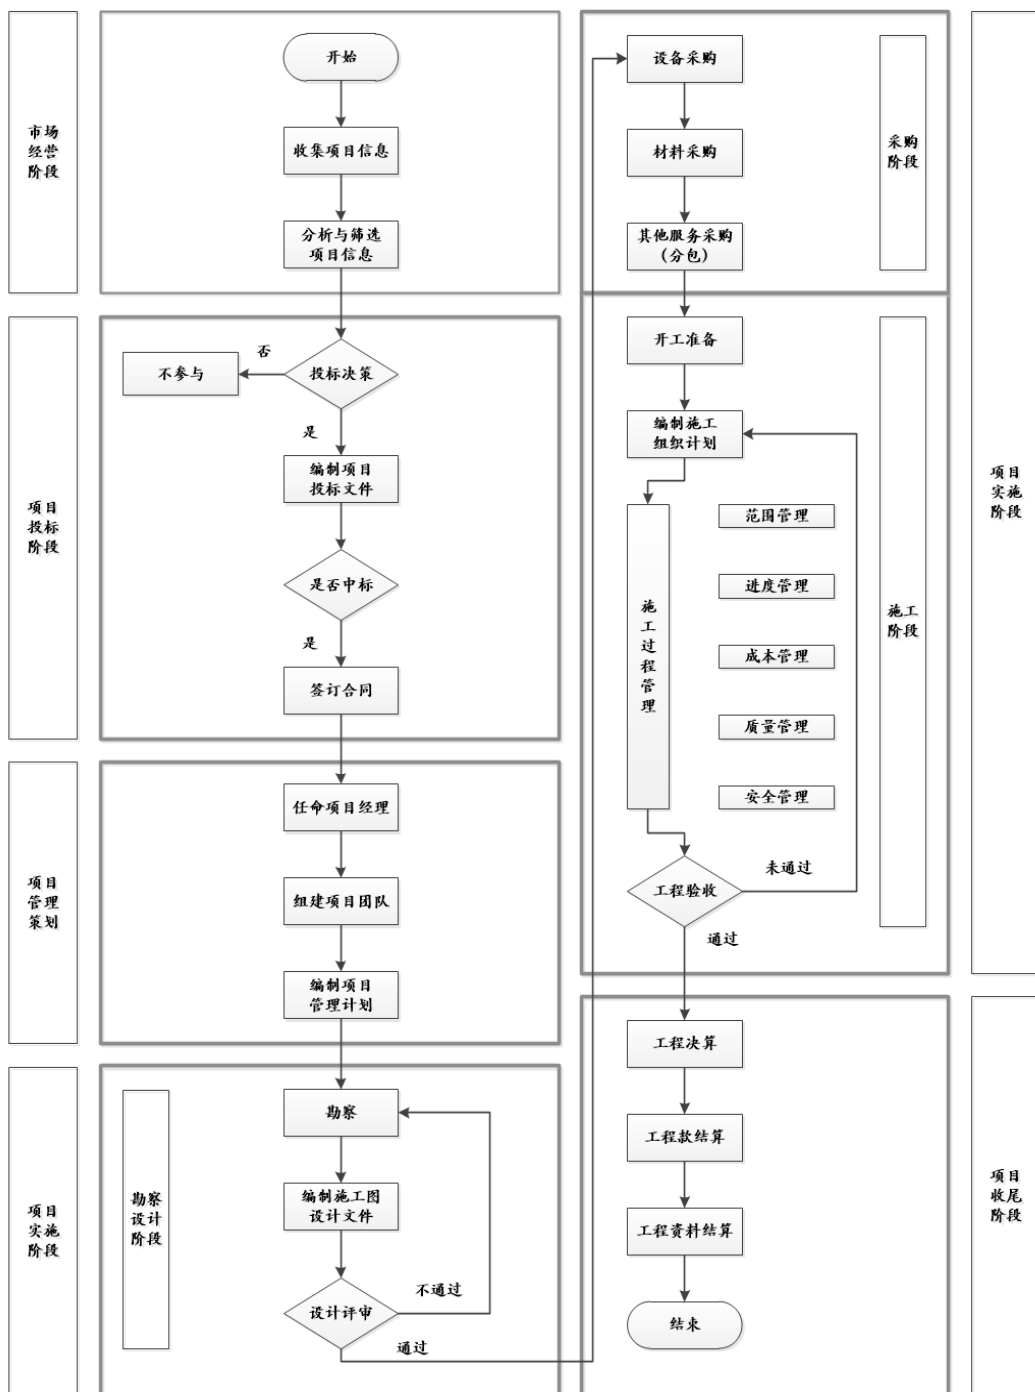 市场
经营
阶段
开始
收集项目信息
分析与筛选
项目信息
项目
投标
阶段
投标决策
否
不参与
是
编制项目
投标文件
是否中标
是
签订合同
项目
管理
策划
任命项目经理
组建项目团队
编制项目
管理计划
项目
实施
阶段
勘察
设计
阶段
勘察
编制施工图
设计文件
设计评审
不通过
通过
设备采购
材料采购
其他服务采购
(分包)
采购
阶段
项目
实施
阶段
开工准备
编制施工
组织计划
施工过程管理
范围管理
进度管理
成本管理
质量管理
安全管理
施工
阶段
工程验收
未通过
通过
工程决算
工程款结算
工程资料结算
结束
项目
收尾
阶段